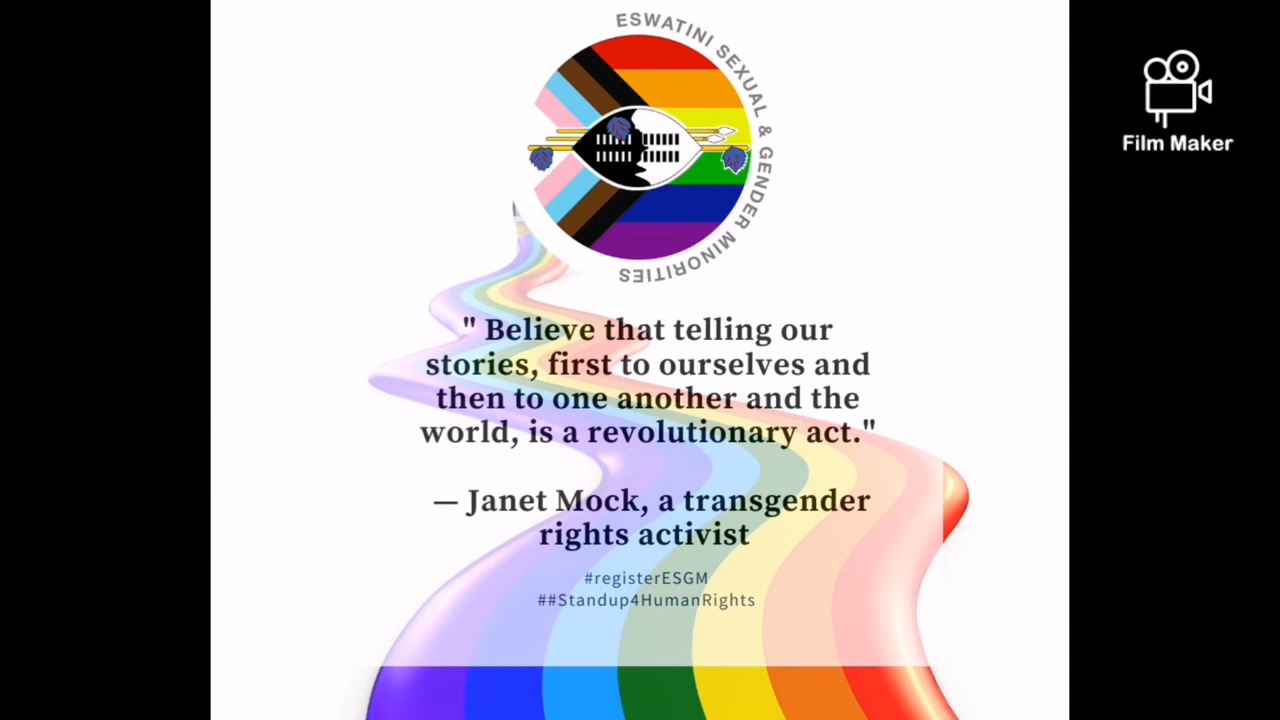 ESWATINI SEXUAL & GENDER MINORITIES
Film Maker
" Believe that telling our
stories, first to ourselves and
then to one another and the
world, is a revolutionary act."
— Janet Mock, a transgender
rights activist
#registerESGM
##Standup4HumanRights